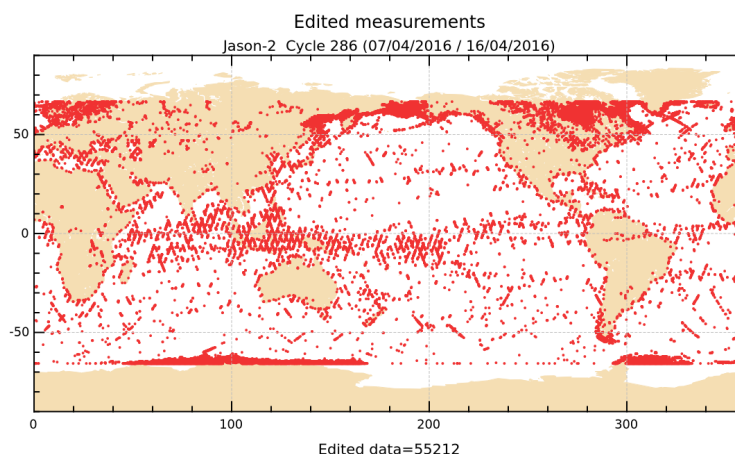 Edited measurements
Jason-2 Cycle 286 (07/04/2016 / 16/04/2016)
50
0
-50
0 100 200 300
Edited data=55212